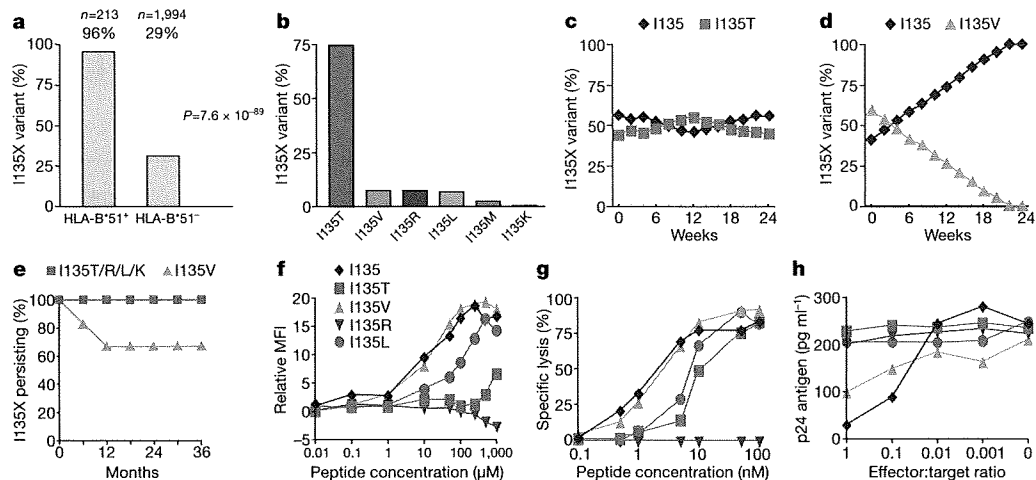 a
n=213
n=1,994
96%
29%
100
75
50
25
0
I135X variant (%)
P=7.6 × 10⁻⁸⁹
HLA-B*51⁺
HLA-B*51⁻
b
75
50
25
0
I135X variant (%)
I135T
I135V
I135R
I135L
I135M
I135K
c
I135
I135T
100
75
50
25
0
I135X variant (%)
0 6 12 18 24
Weeks
d
I135
I135V
100
75
50
25
0
I135X variant (%)
0 6 12 18 24
Weeks
e
I135T/R/L/K
I135V
100
80
60
40
20
0
I135X persisting (%)
0 12 24 36
Months
f
I135
I135T
I135V
I135R
I135L
20
15
10
5
0
−5
Relative MFI
0.01 0.1 1 10 100 1,000
Peptide concentration (μM)
g
100
75
50
25
0
Specific lysis (%)
0.1 1 10 100
Peptide concentration (nM)
h
300
200
100
0
p24 antigen (pg ml⁻¹)
1 0.1 0.01 0.001 0
Effector:target ratio